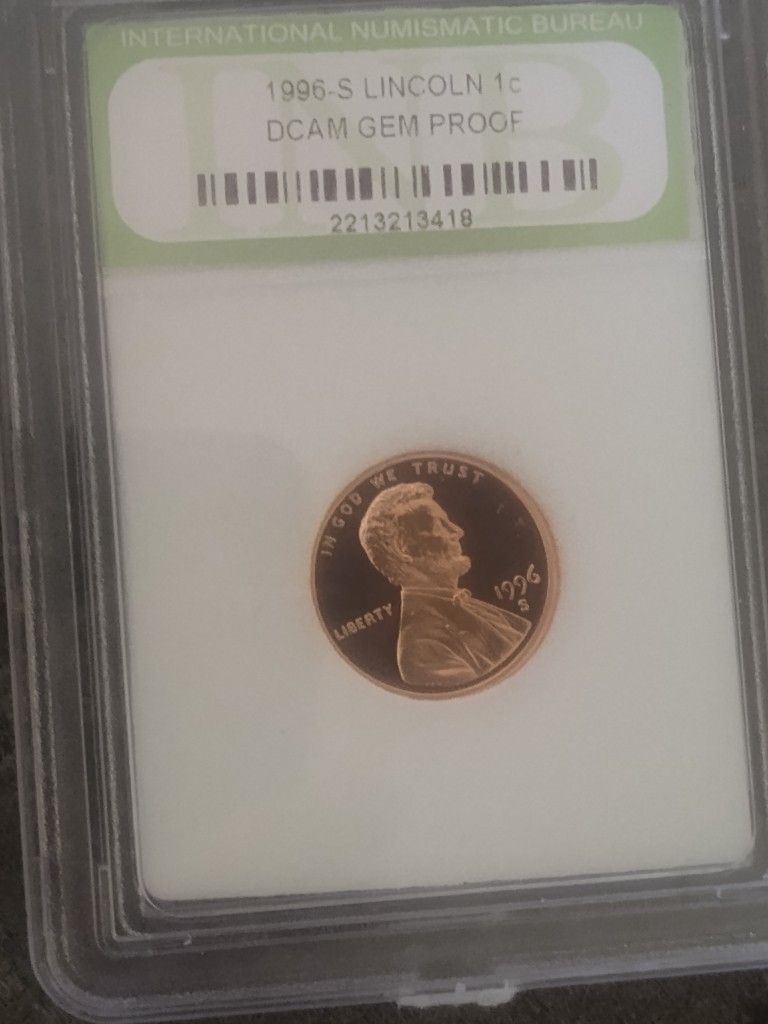 INTERNATIONAL NUMISMATIC BUREAU
INB
1996-S LINCOLN 1c
DCAM GEM PROOF
2213213418
IN GOD WE TRUST
LIBERTY
1996
S